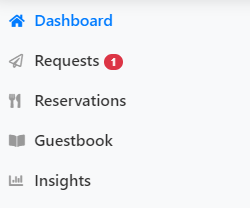 Dashboard
Requests 1
Reservations
Guestbook
Insights